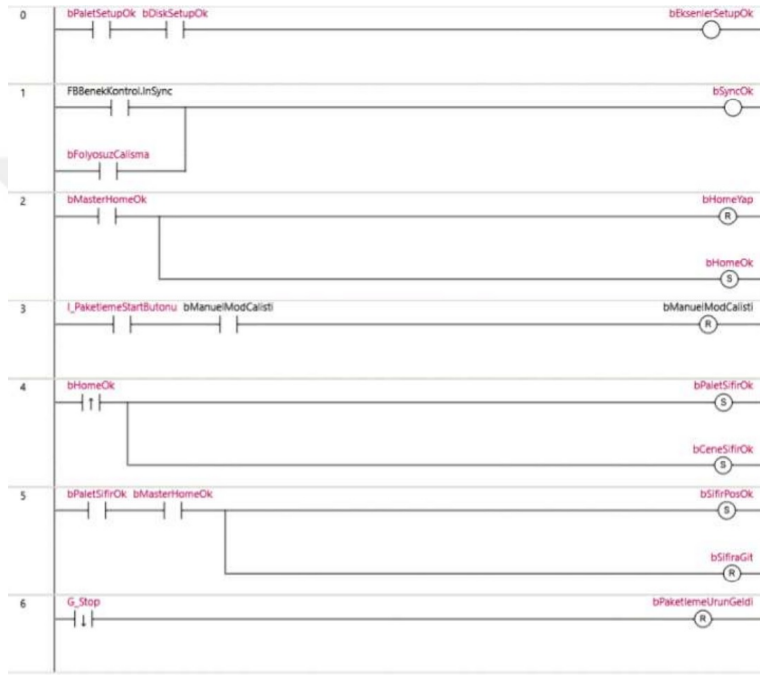 0
bPaletSetupOk bDiskSetupOk bEksenlerSetupOk
1
FBBenekKontrol.InSync bSyncOk
bFolyosuzCalisma
2
bMasterHomeOk bHomeYap
R
bHomeOk
S
3
I_PaketlemeStartButonu bManuelModCalisti bManuelModCalisti
R
4
bHomeOk bPaletSifirOk
S
bCeneSifirOk
S
5
bPaletSifirOk bMasterHomeOk bSifirPosOk
S
bSifiraGit
R
6
G_Stop bPaketlemeUrunGeldi
R